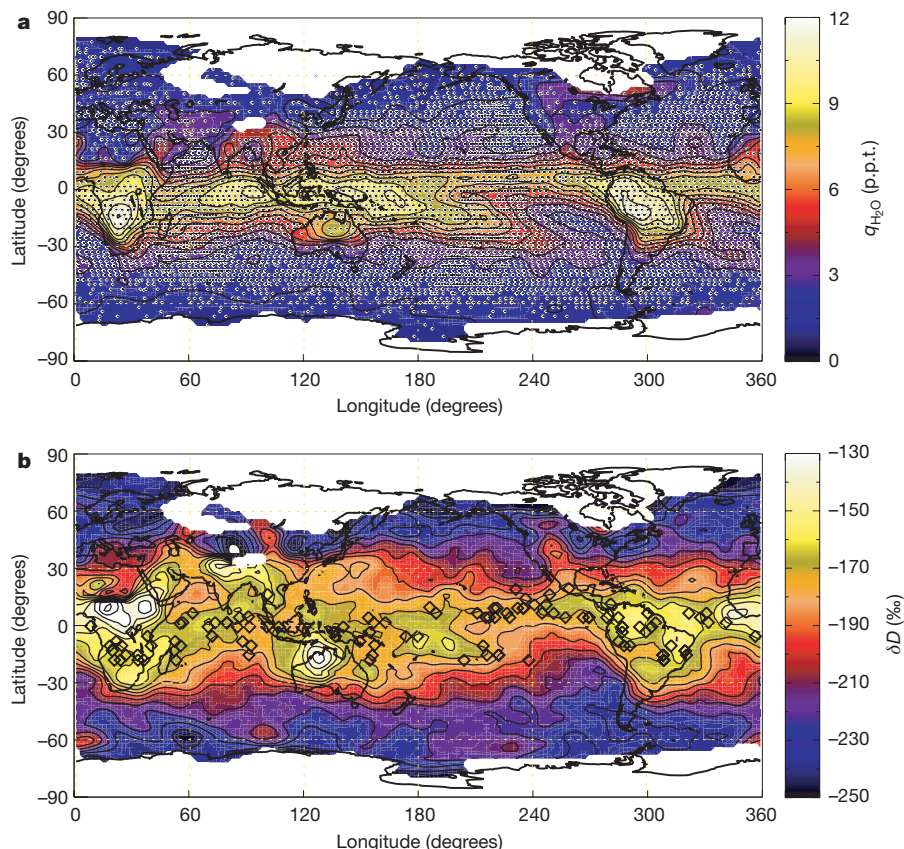 a
90
60
30
0
−30
−60
−90
Latitude (degrees)
0 60 120 180 240 300 360
Longitude (degrees)
12
9
6
3
0
qH₂O (p.p.t.)
b
90
60
30
0
−30
−60
−90
Latitude (degrees)
0 60 120 180 240 300 360
Longitude (degrees)
−130
−150
−170
−190
−210
−230
−250
δD (‰)